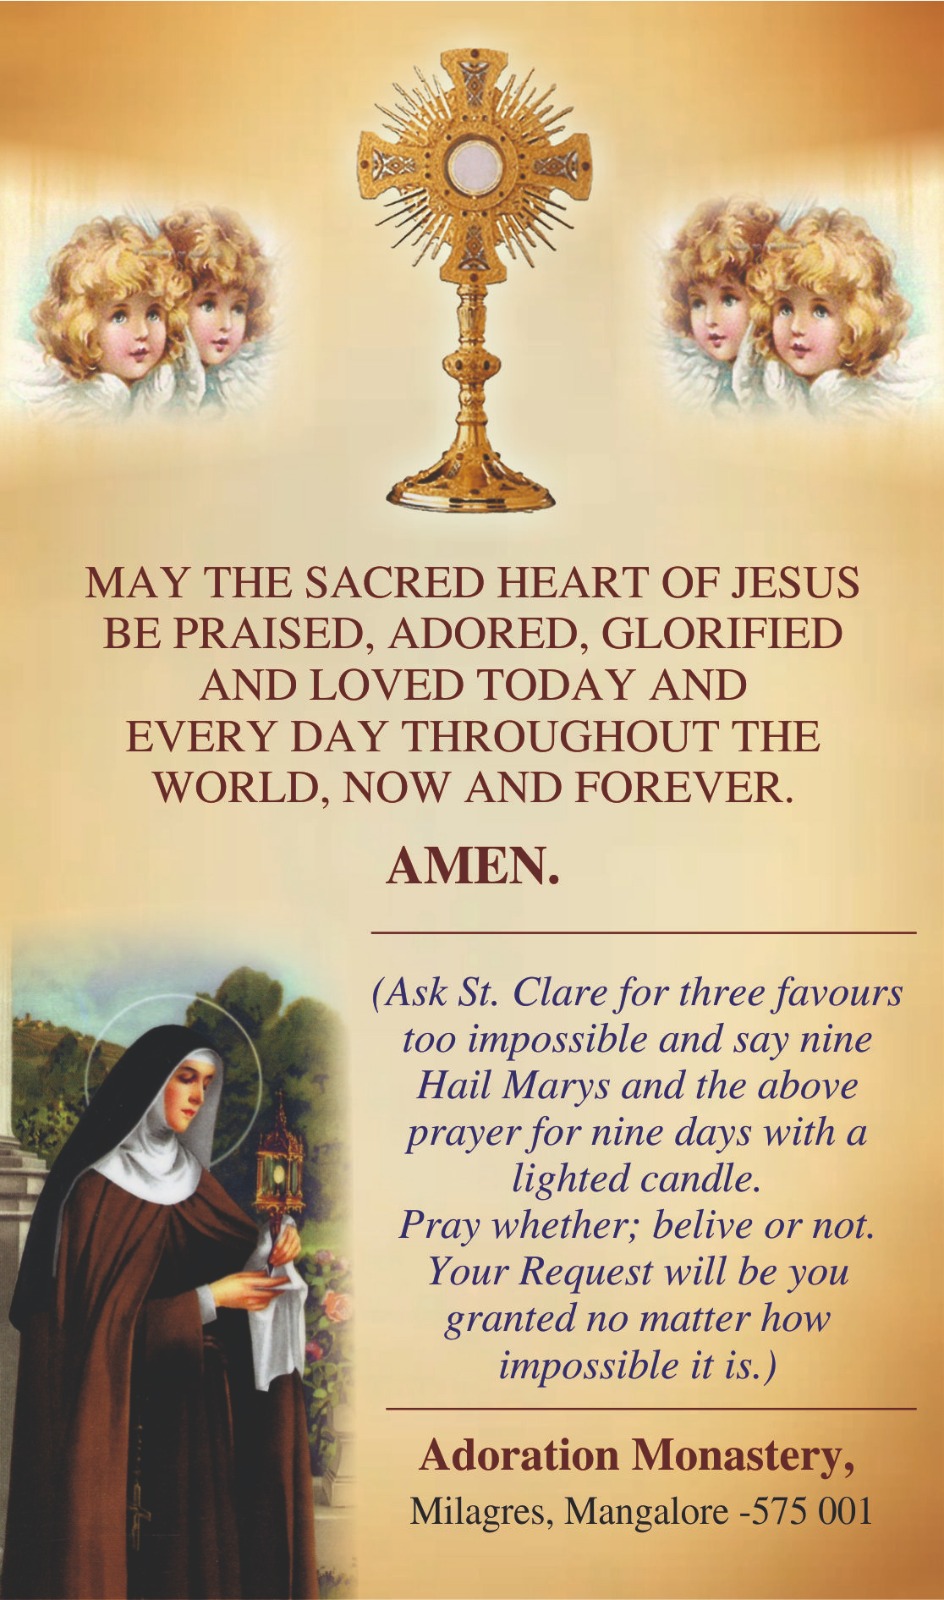 MAY THE SACRED HEART OF JESUS
BE PRAISED, ADORED, GLORIFIED
AND LOVED TODAY AND
EVERY DAY THROUGHOUT THE
WORLD, NOW AND FOREVER.
AMEN.
(Ask St. Clare for three favours
too impossible and say nine
Hail Marys and the above
prayer for nine days with a
lighted candle.
Pray whether; belive or not.
Your Request will be you
granted no matter how
impossible it is.)
Adoration Monastery,
Milagres, Mangalore -575 001